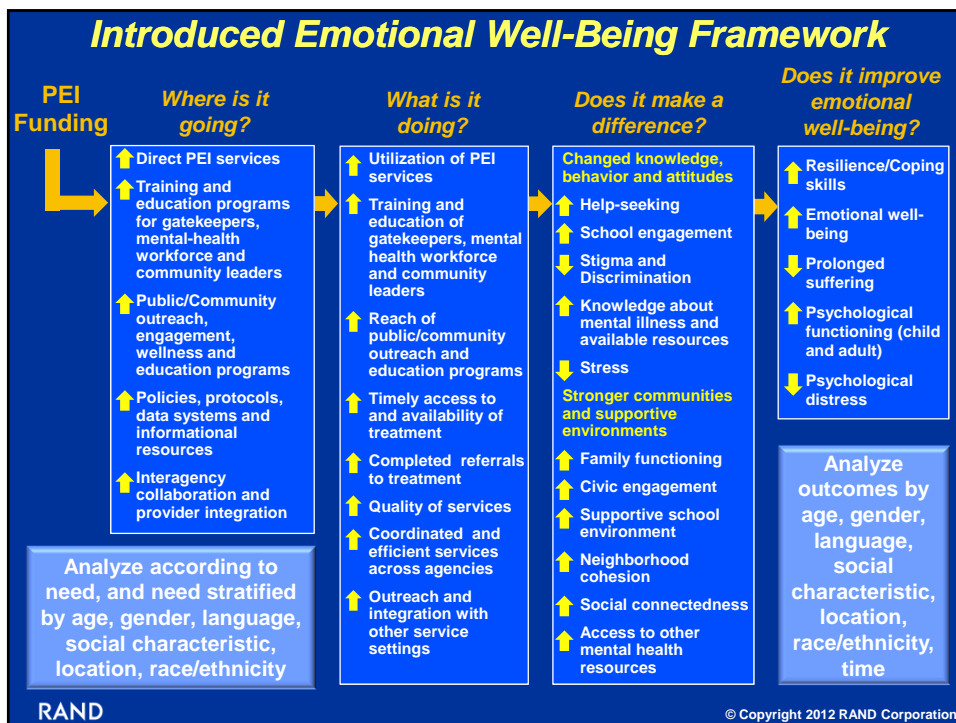 Introduced Emotional Well-Being Framework
PEI
Funding
Where is it
going?
Direct PEI services
Training and
education programs
for gatekeepers,
mental-health
workforce and
community leaders
Public/Community
outreach,
engagement,
wellness and
education programs
Policies, protocols,
data systems and
informational
resources
Interagency
collaboration and
provider integration
Analyze according to
need, and need stratified
by age, gender, language,
social characteristic,
location, race/ethnicity
What is it
doing?
Utilization of PEI
services
Training and
education of
gatekeepers, mental
health workforce
and community
leaders
Reach of
public/community
outreach and
education programs
Timely access to
and availability of
treatment
Completed referrals
to treatment
Quality of services
Coordinated and
efficient services
across agencies
Outreach and
integration with
other service
settings
Does it make a
difference?
Changed knowledge,
behavior and attitudes
Help-seeking
School engagement
Stigma and
Discrimination
Knowledge about
mental illness and
available resources
Stress
Stronger communities
and supportive
environments
Family functioning
Civic engagement
Supportive school
environment
Neighborhood
cohesion
Social connectedness
Access to other
mental health
resources
Does it improve
emotional
well-being?
Resilience/Coping
skills
Emotional well-
being
Prolonged
suffering
Psychological
functioning (child
and adult)
Psychological
distress
Analyze
outcomes by
age, gender,
language,
social
characteristic,
location,
race/ethnicity,
time
RAND
© Copyright 2012 RAND Corporation